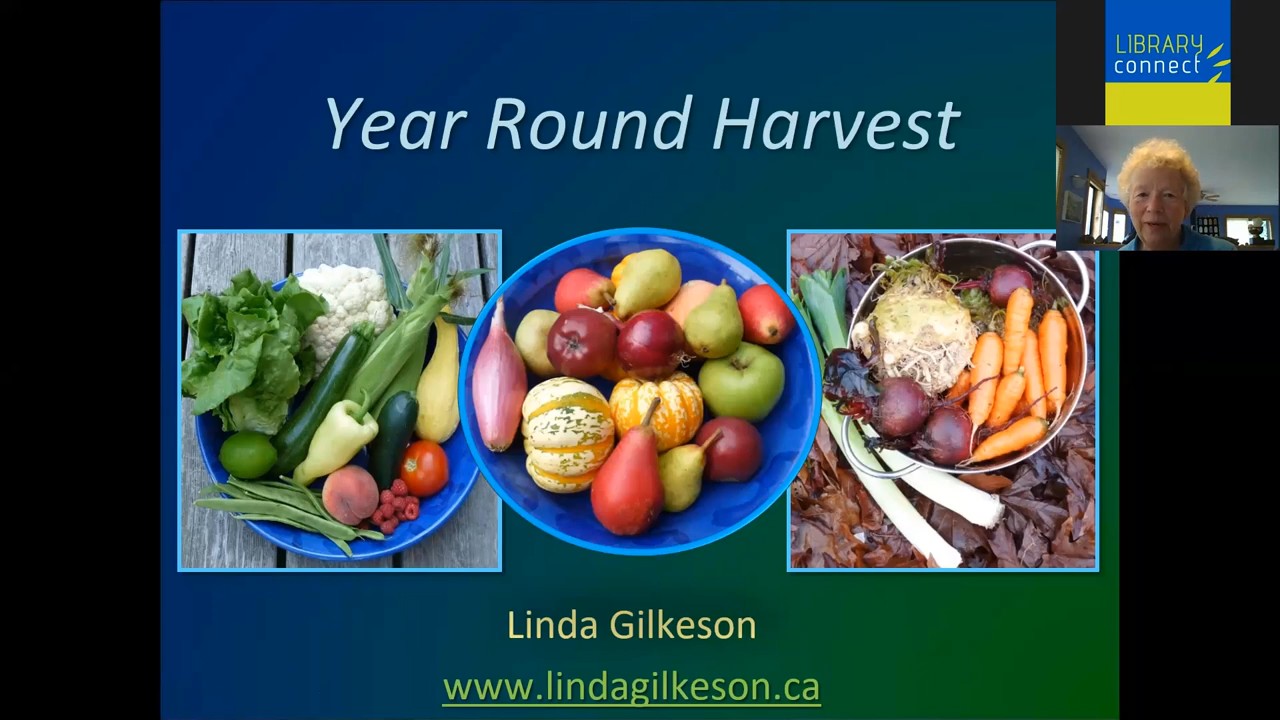 Year Round Harvest
LIBRARY
connect
Linda Gilkeson
www.lindagilkeson.ca